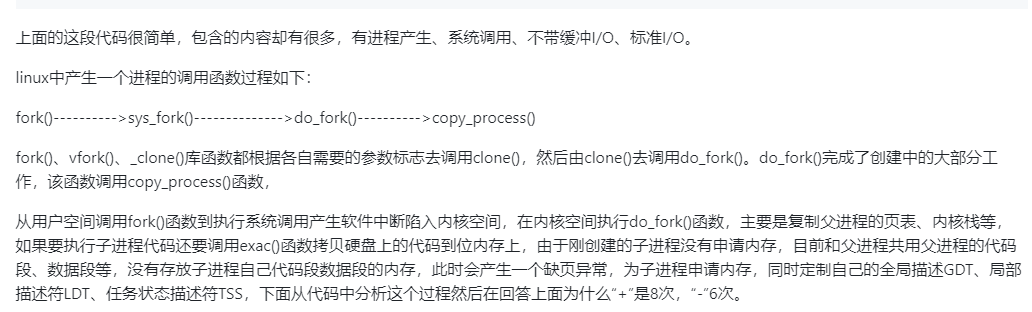 上面的这段代码很简单，包含的内容却有很多，有进程产生、系统调用、不带缓冲I/O、标准I/O。
linux中产生一个进程的调用函数过程如下：
fork()---------->sys_fork()-------------->do_fork()---------->copy_process()
fork()、vfork()、_clone()库函数都根据各自需要的参数标志去调用clone()，然后由clone()去调用do_fork()。do_fork()完成了创建中的大部分工
作，该函数调用copy_process()函数，
从用户空间调用fork()函数到执行系统调用产生软件中断陷入内核空间，在内核空间执行do_fork()函数，主要是复制父进程的页表、内核栈等，
如果要执行子进程代码还要调用exac()函数拷贝硬盘上的代码到位内存上，由于刚创建的子进程没有申请内存，目前和父进程共用父进程的代码
段、数据段等，没有存放子进程自己代码段数据段的内存，此时会产生一个缺页异常，为子进程申请内存，同时定制自己的全局描述GDT、局部
描述符LDT、任务状态描述符TSS，下面从代码中分析这个过程然后在回答上面为什么“+”是8次，“-”6次。